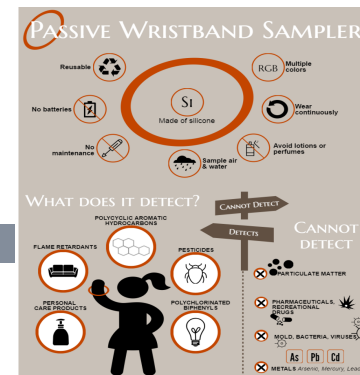 PASSIVE WRISTBAND SAMPLER
Reusable
RGB
Multiple
colors
No batteries
SI
Made of silicone
Wear
continuously
No
maintenance
Sample air
& water
Avoid lotions or
perfumes
WHAT DOES IT DETECT?
CANNOT DETECT
DETECTS
CANNOT
DETECT
POLYCYCLIC AROMATIC
HYDROCARBONS
FLAME RETARDANTS
PESTICIDES
PERSONAL
CARE PRODUCTS
POLYCHLORINATED
BIPHENYLS
PARTICULATE MATTER
PHARMACEUTICALS,
RECREATIONAL
DRUGS
MOLD, BACTERIA, VIRUSES
As Pb Cd
METALS Arsenic, Mercury, Lead